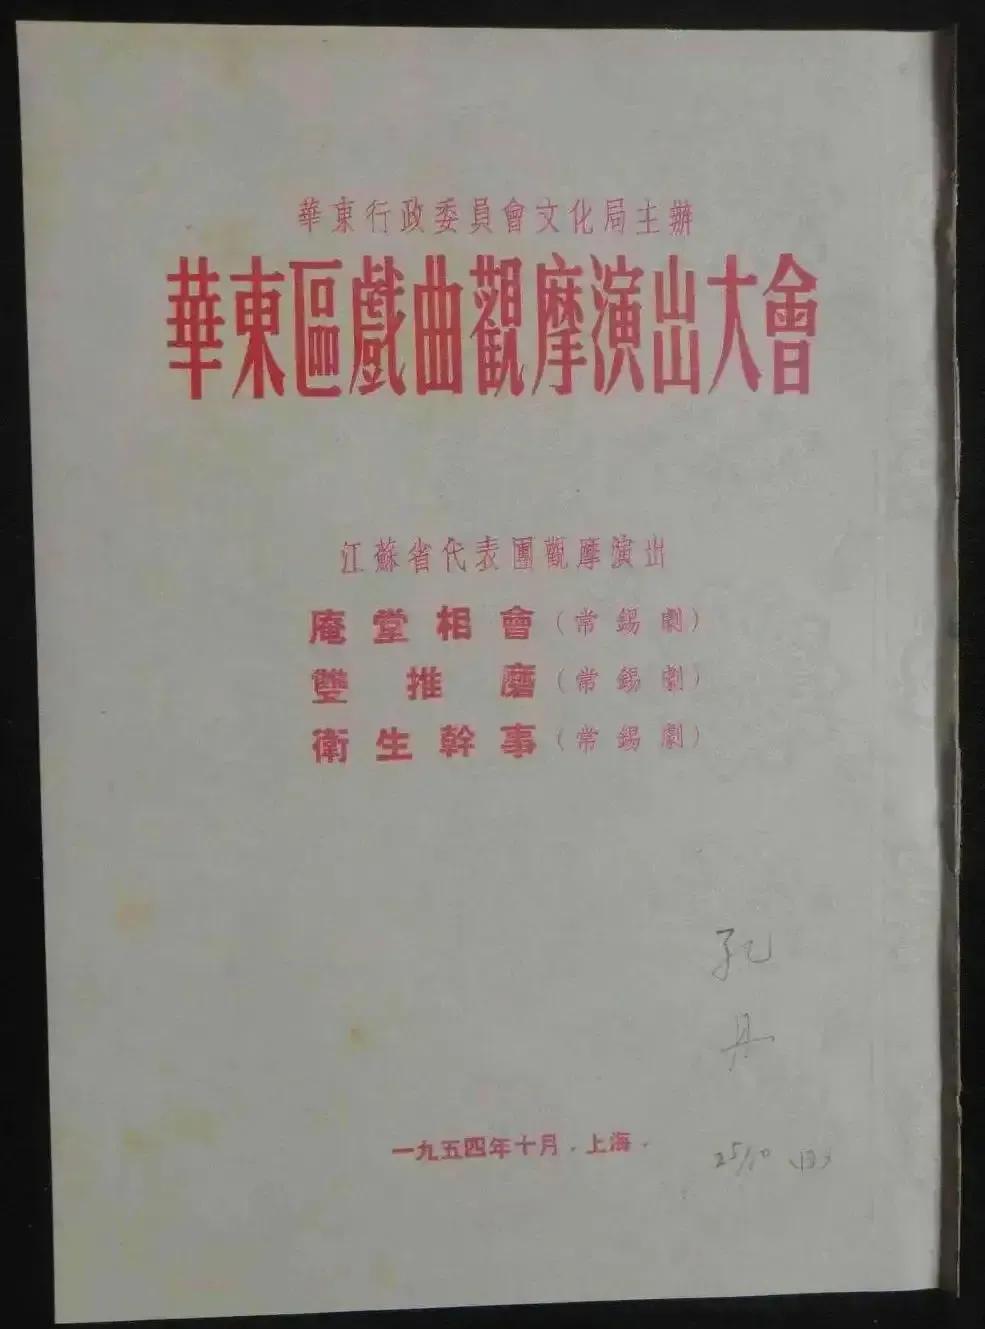 華東行政委員會文化局主辦
華東區戲曲觀摩演出大會
江蘇省代表團觀摩演出
庵堂相會（常錫劇）
雙推磨（常錫劇）
衛生幹事（常錫劇）
孔
丹
一九五四年十月·上海·
25/10